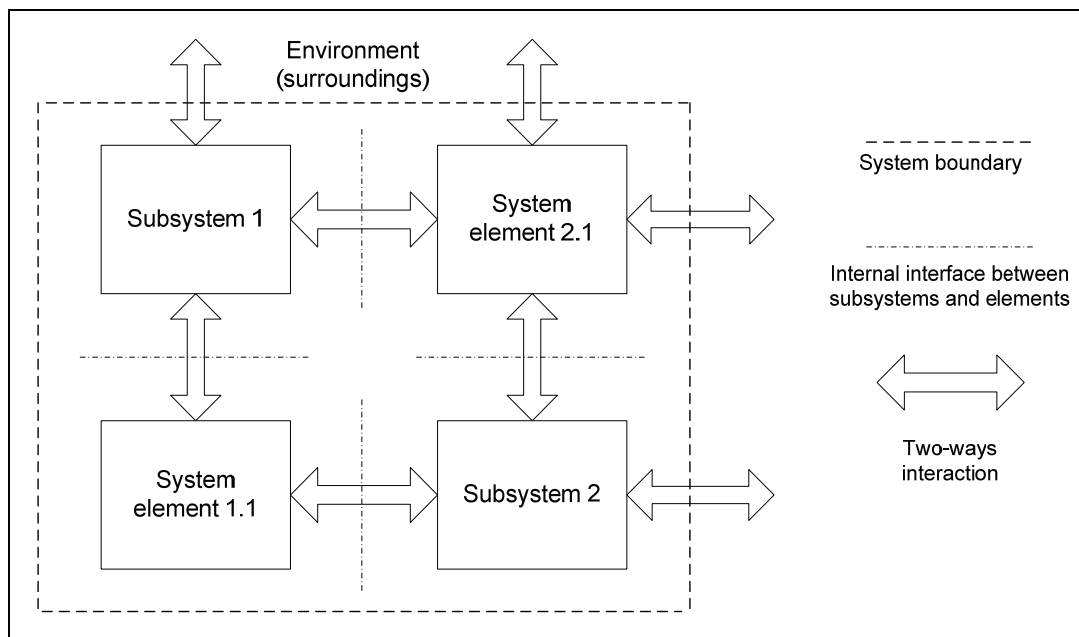 Environment
(surroundings)
Subsystem 1
System
element 2.1
System
element 1.1
Subsystem 2
System boundary
Internal interface between
subsystems and elements
Two-ways
interaction